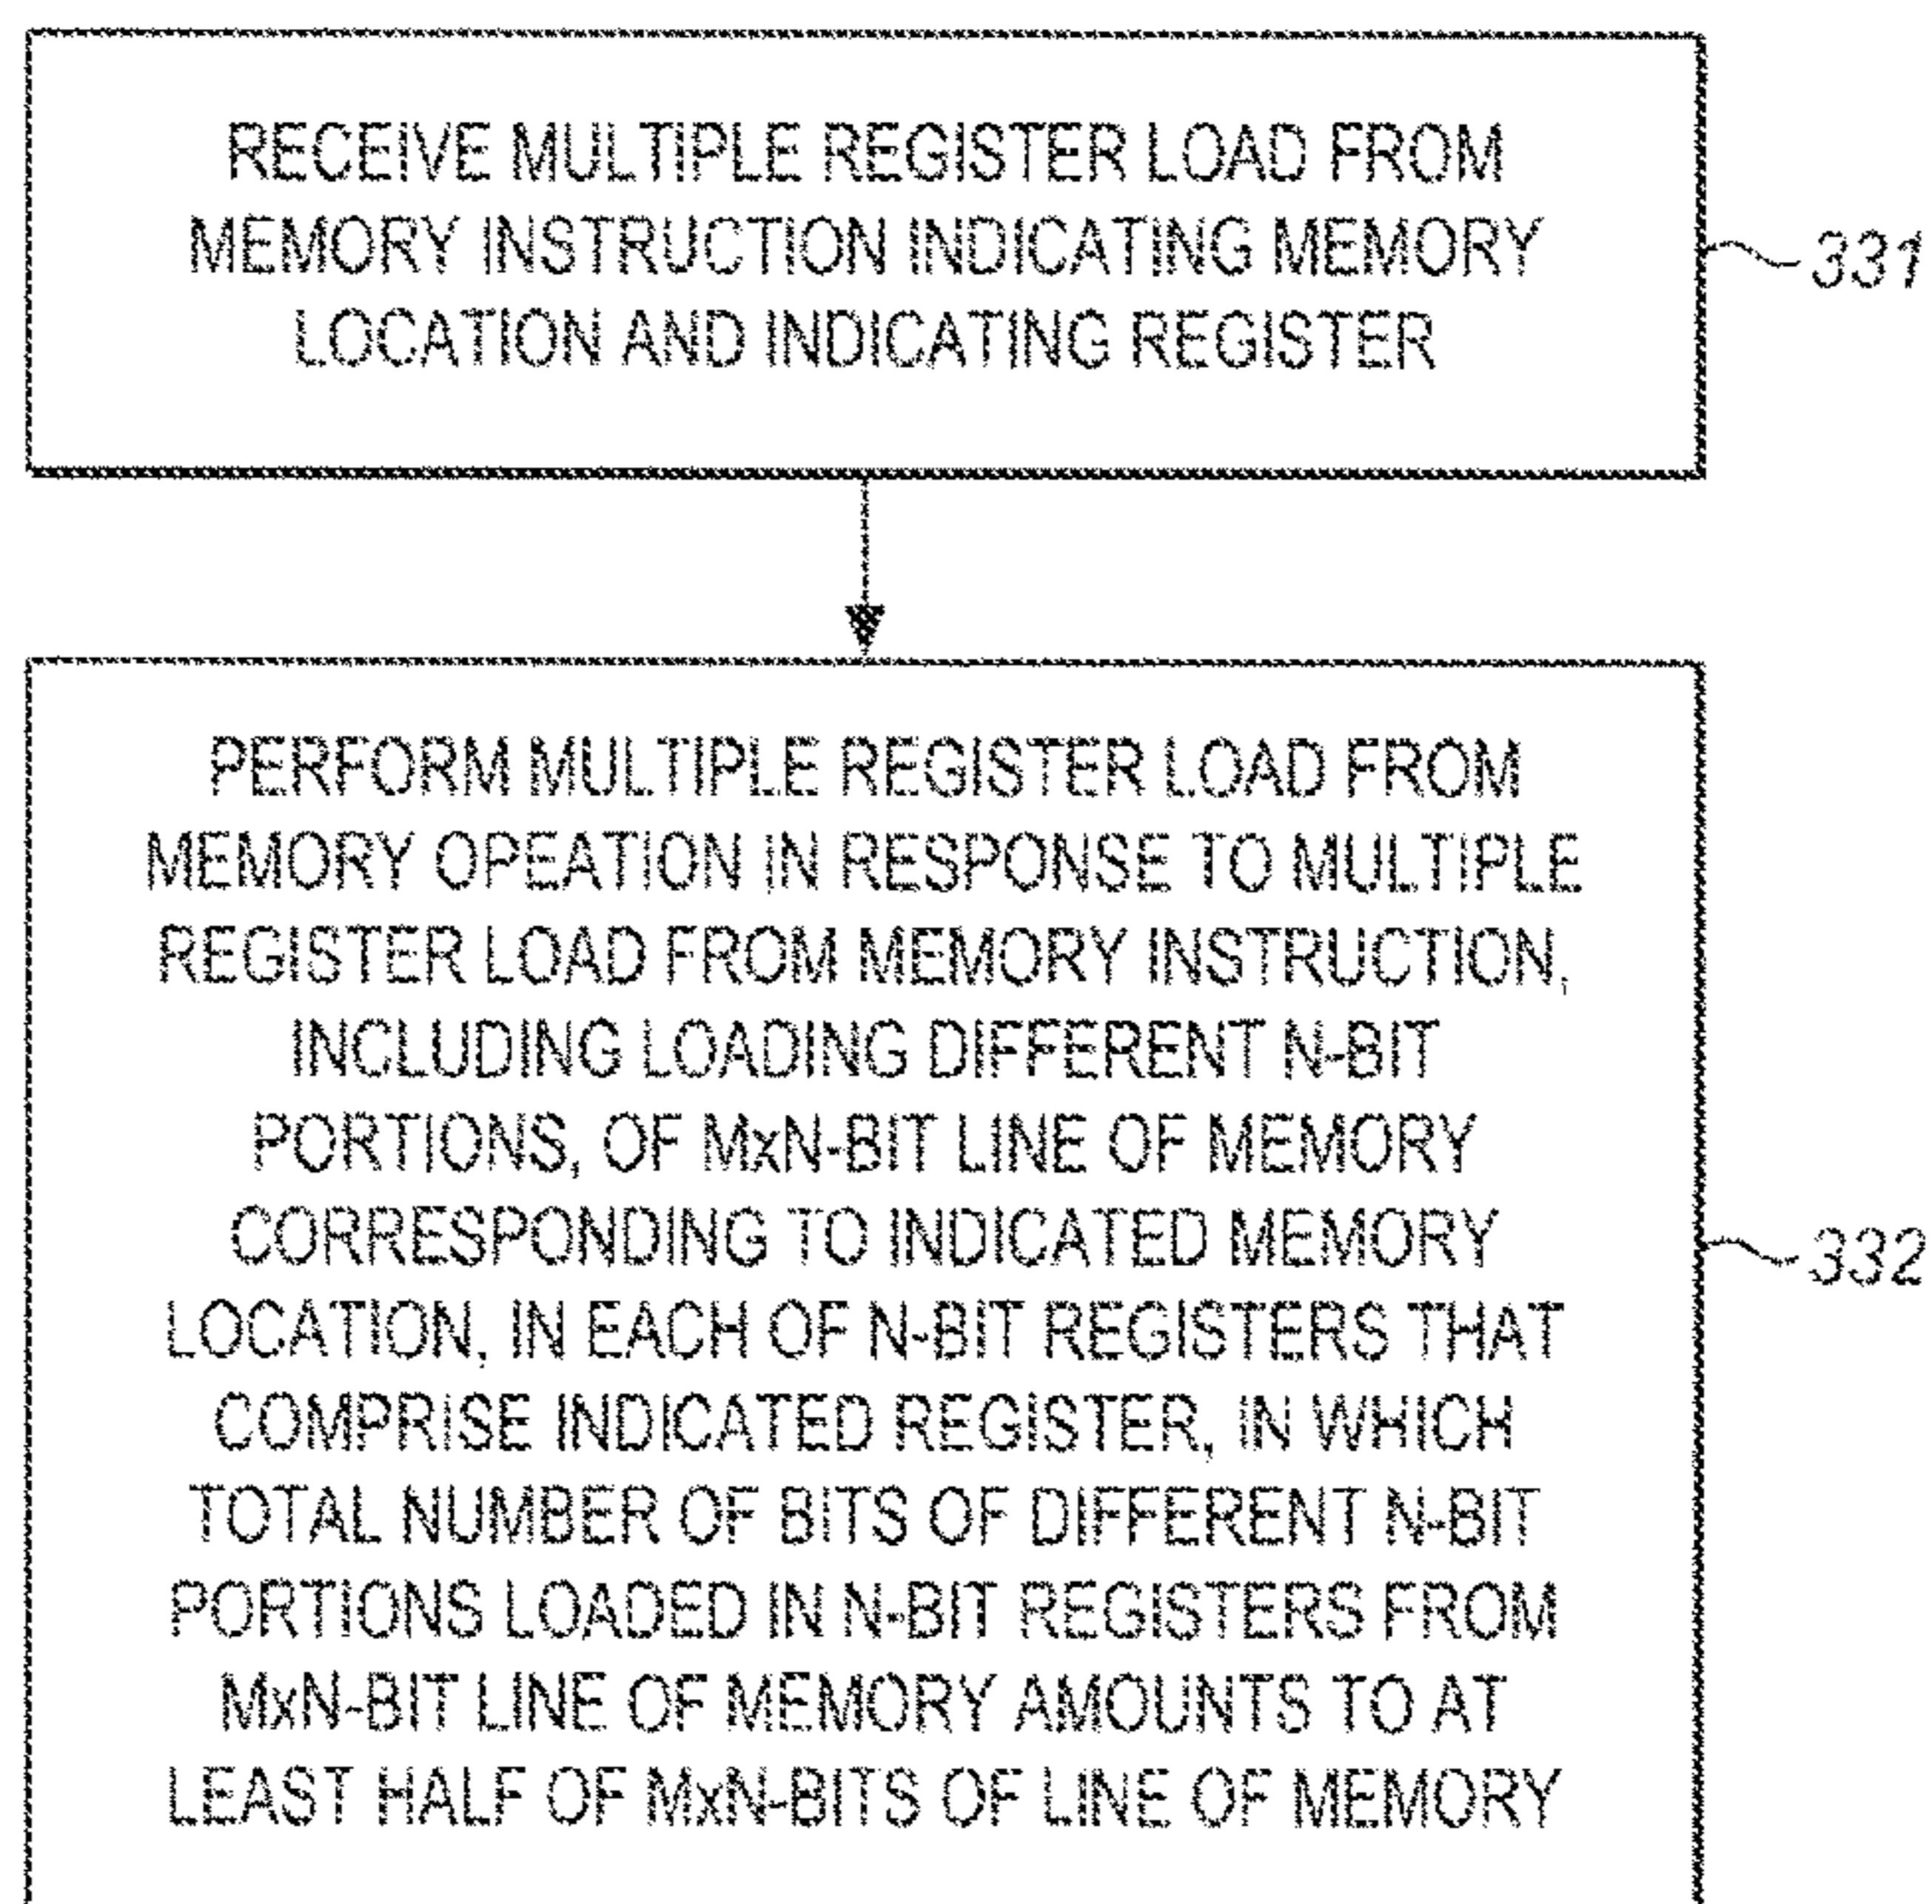 RECEIVE MULTIPLE REGISTER LOAD FROM
MEMORY INSTRUCTION INDICATING MEMORY
LOCATION AND INDICATING REGISTER
331
PERFORM MULTIPLE REGISTER LOAD FROM
MEMORY OPEATION IN RESPONSE TO MULTIPLE
REGISTER LOAD FROM MEMORY INSTRUCTION,
INCLUDING LOADING DIFFERENT N-BIT
PORTIONS, OF MxN-BIT LINE OF MEMORY
CORRESPONDING TO INDICATED MEMORY
LOCATION, IN EACH OF N-BIT REGISTERS THAT
COMPRISE INDICATED REGISTER, IN WHICH
TOTAL NUMBER OF BITS OF DIFFERENT N-BIT
PORTIONS LOADED IN N-BIT REGISTERS FROM
MxN-BIT LINE OF MEMORY AMOUNTS TO AT
LEAST HALF OF MxN-BITS OF LINE OF MEMORY
332